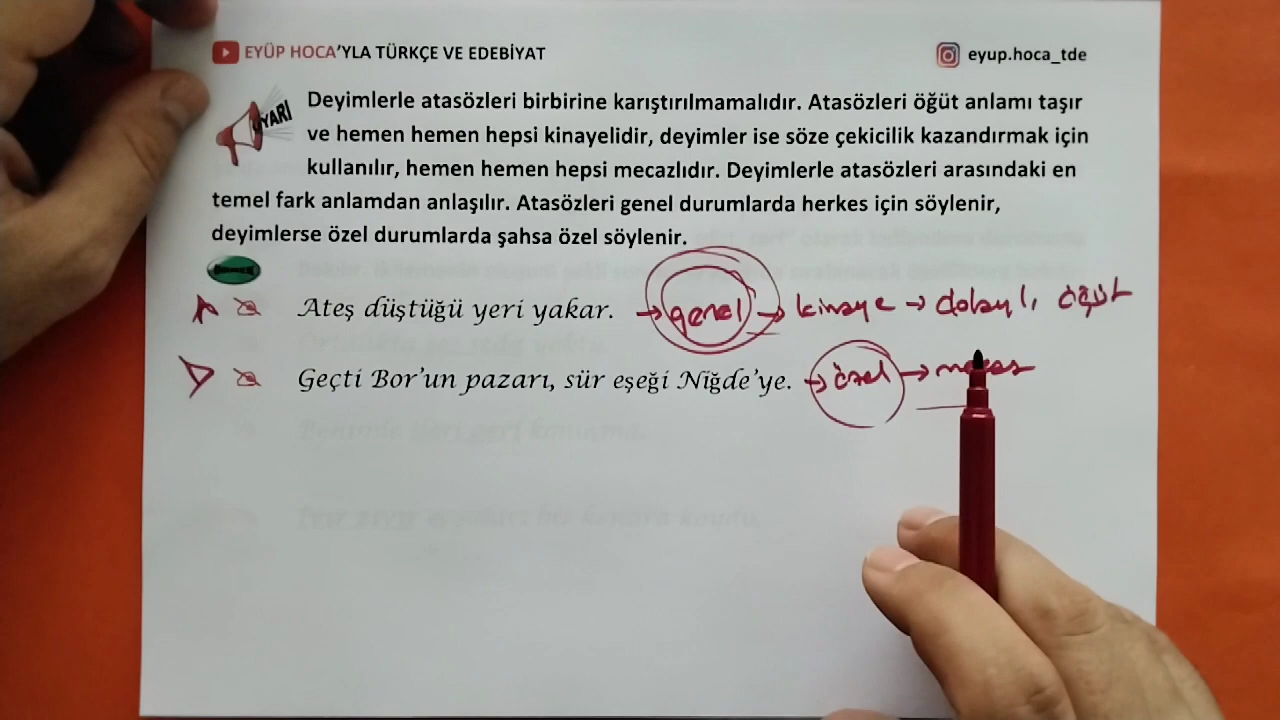 EYÜP HOCA'YLA TÜRKÇE VE EDEBİYAT
eyup.hoca_tde
UYARI
Deyimlerle atasözleri birbirine karıştırılmamalıdır. Atasözleri öğüt anlamı taşır
ve hemen hemen hepsi kinayelidir, deyimler ise söze çekicilik kazandırmak için
kullanılır, hemen hemen hepsi mecazlıdır. Deyimlerle atasözleri arasındaki en
temel fark anlamdan anlaşılır. Atasözleri genel durumlarda herkes için söylenir,
deyimlerse özel durumlarda şahsa özel söylenir.
A Ateş düştüğü yeri yakar. → genel → kinaye → dolaylı öğüt
D Geçti Bor'un pazarı, sür eşeği Niğde'ye. → özel →